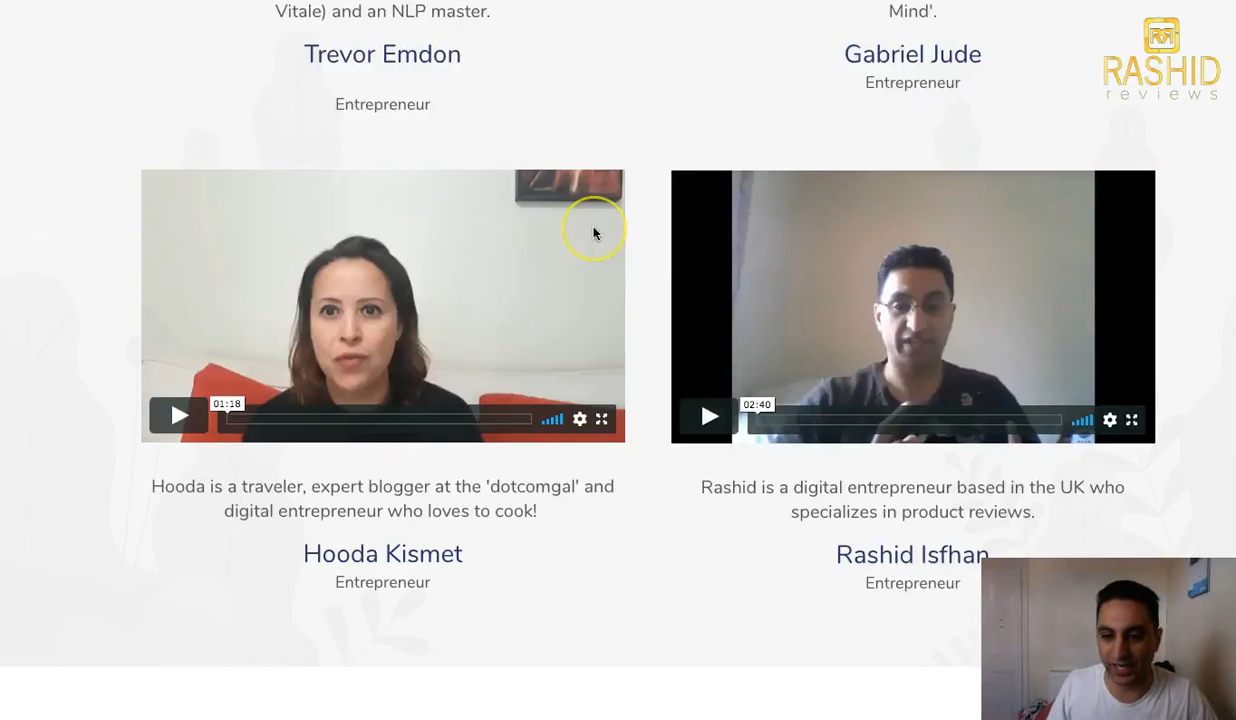 Vitale) and an NLP master.
Trevor Emdon
Entrepreneur
Mind'.
Gabriel Jude
Entrepreneur
RASHID
reviews
01:18
02:40
Hooda is a traveler, expert blogger at the 'dotcomgal' and
digital entrepreneur who loves to cook!
Hooda Kismet
Entrepreneur
Rashid is a digital entrepreneur based in the UK who
specializes in product reviews.
Rashid Isfhan
Entrepreneur